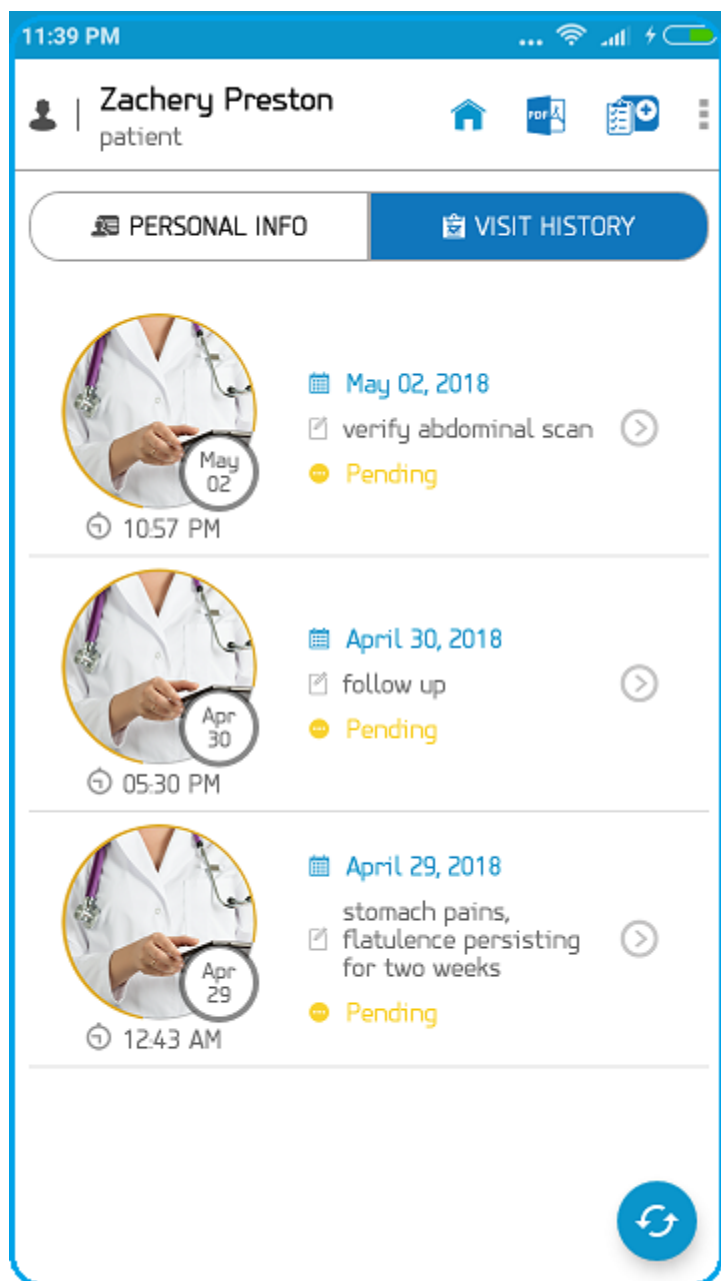 11:39 PM
Zachery Preston
patient
PDF
PERSONAL INFO
VISIT HISTORY
May 02, 2018
verify abdominal scan
May
02
Pending
10:57 PM
April 30, 2018
follow up
Apr
30
Pending
05:30 PM
April 29, 2018
stomach pains,
flatulence persisting
for two weeks
Apr
29
Pending
12:43 AM